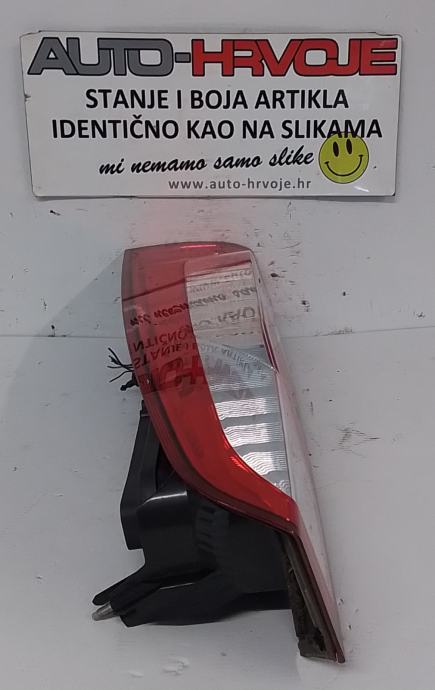 AUTO-HRVOJE
STANJE I BOJA ARTIKLA
IDENTIČNO KAO NA SLIKAMA
mi nemamo samo slike
www.auto-hrvoje.hr